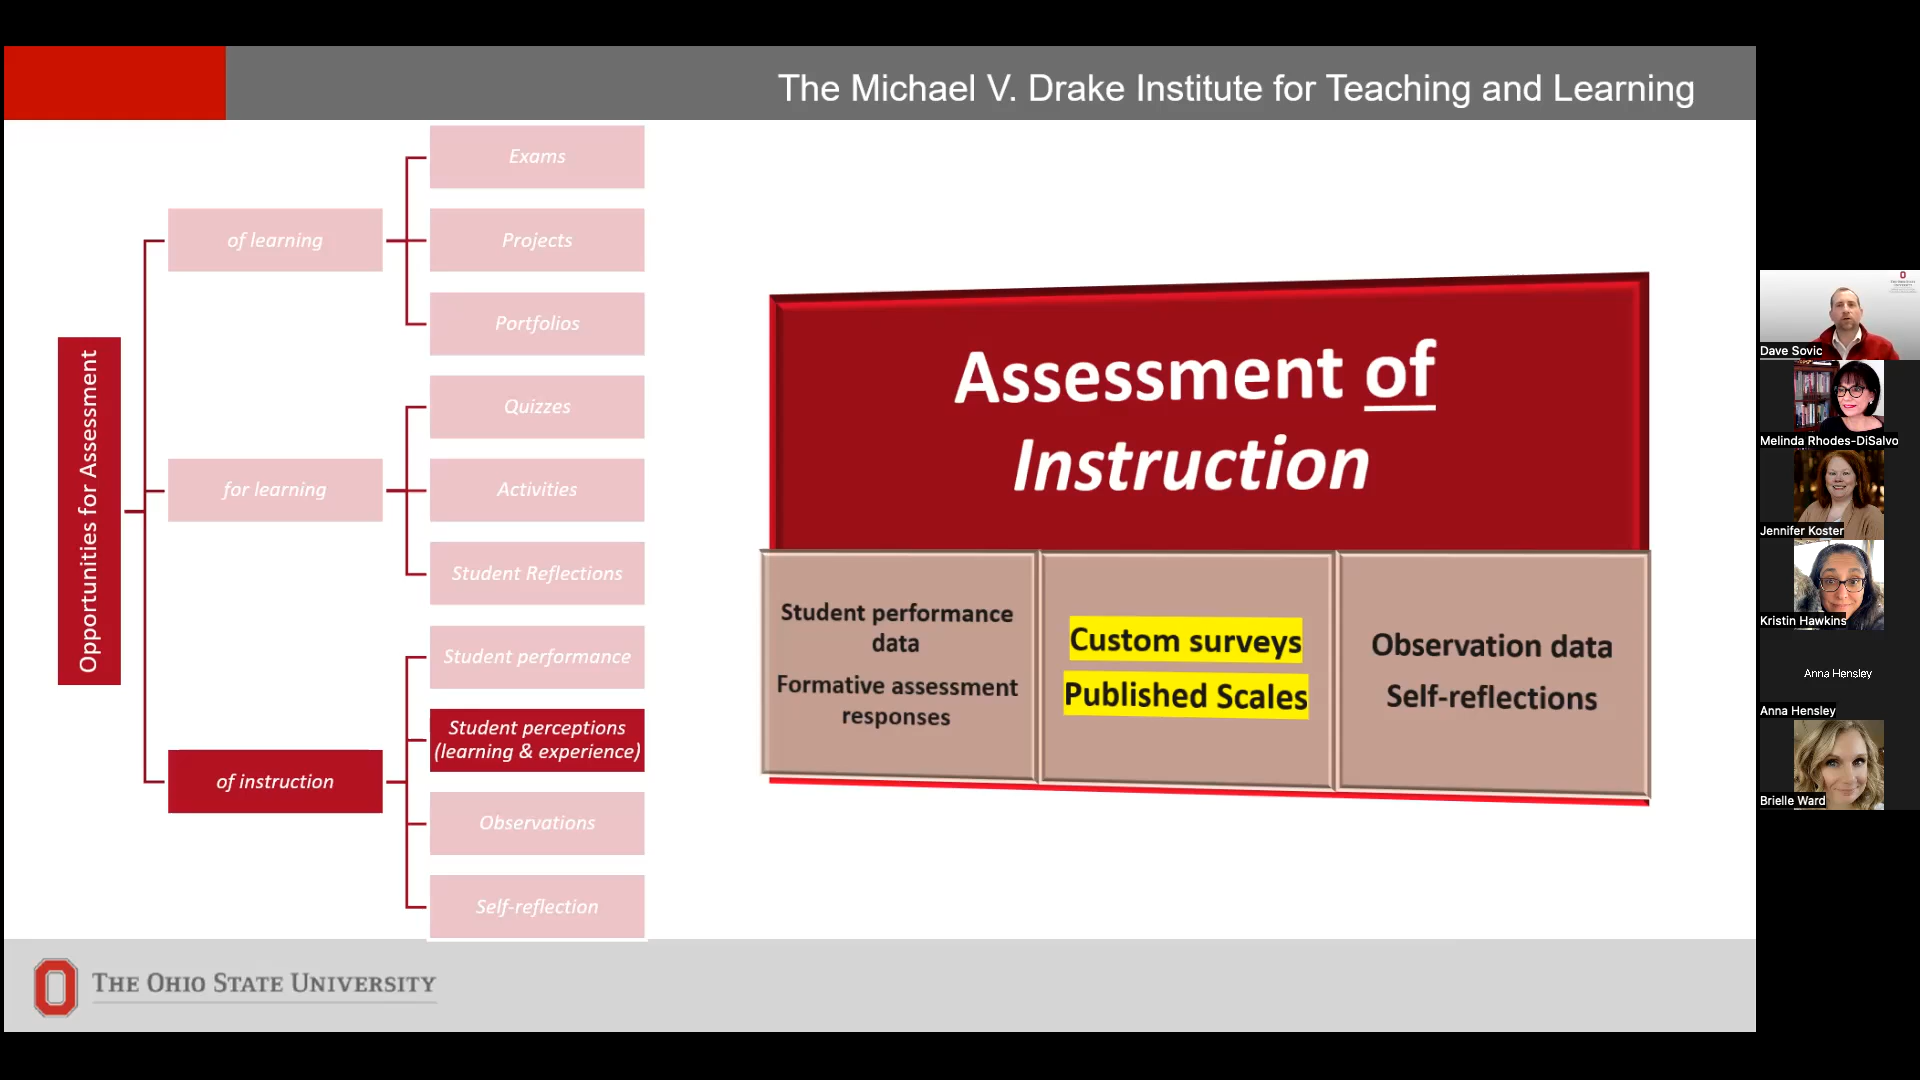 The Michael V. Drake Institute for Teaching and Learning
Opportunities for Assessment
of learning
Exams
Projects
Portfolios
for learning
Quizzes
Activities
Student Reflections
of instruction
Student performance
Student perceptions
(learning & experience)
Observations
Self-reflection
Assessment of
Instruction
Student performance
data
Formative assessment
responses
Custom surveys
Published Scales
Observation data
Self-reflections
THE OHIO STATE UNIVERSITY
Dave Sovic
Melinda Rhodes-DiSalvo
Jennifer Koster
Kristin Hawkins
Anna Hensley
Anna Hensley
Brielle Ward